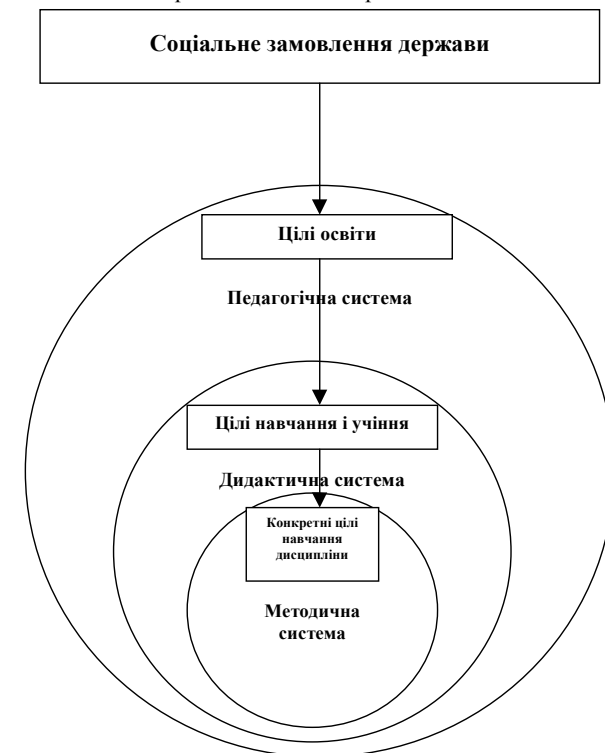 Соціальне замовлення держави
Цілі освіти
Педагогічна система
Цілі навчання і учіння
Дидактична система
Конкретні цілі
навчання
дисципліни
Методична
система